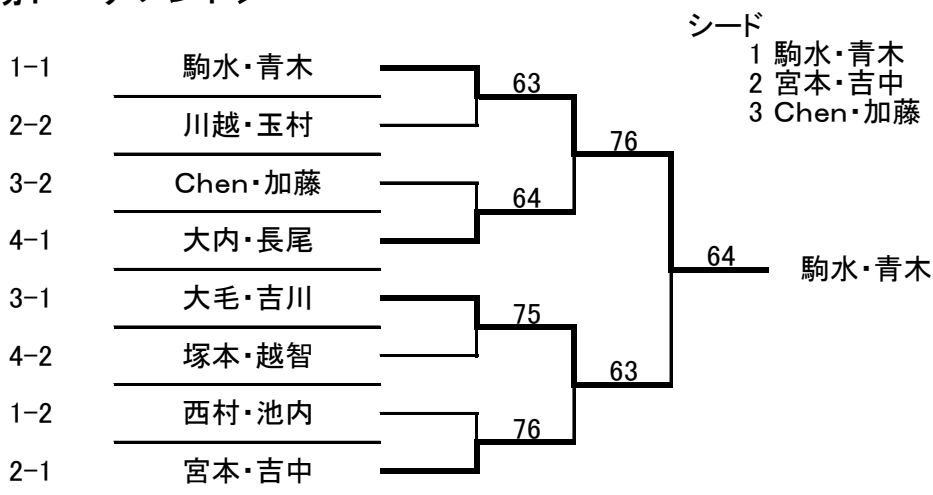 シード
1 駒水・青木
2 宮本・吉中
3 Chen・加藤
1-1 駒水・青木
63
2-2 川越・玉村
76
3-2 Chen・加藤
64
4-1 大内・長尾
64 駒水・青木
3-1 大毛・吉川
75
4-2 塚本・越智
63
1-2 西村・池内
76
2-1 宮本・吉中